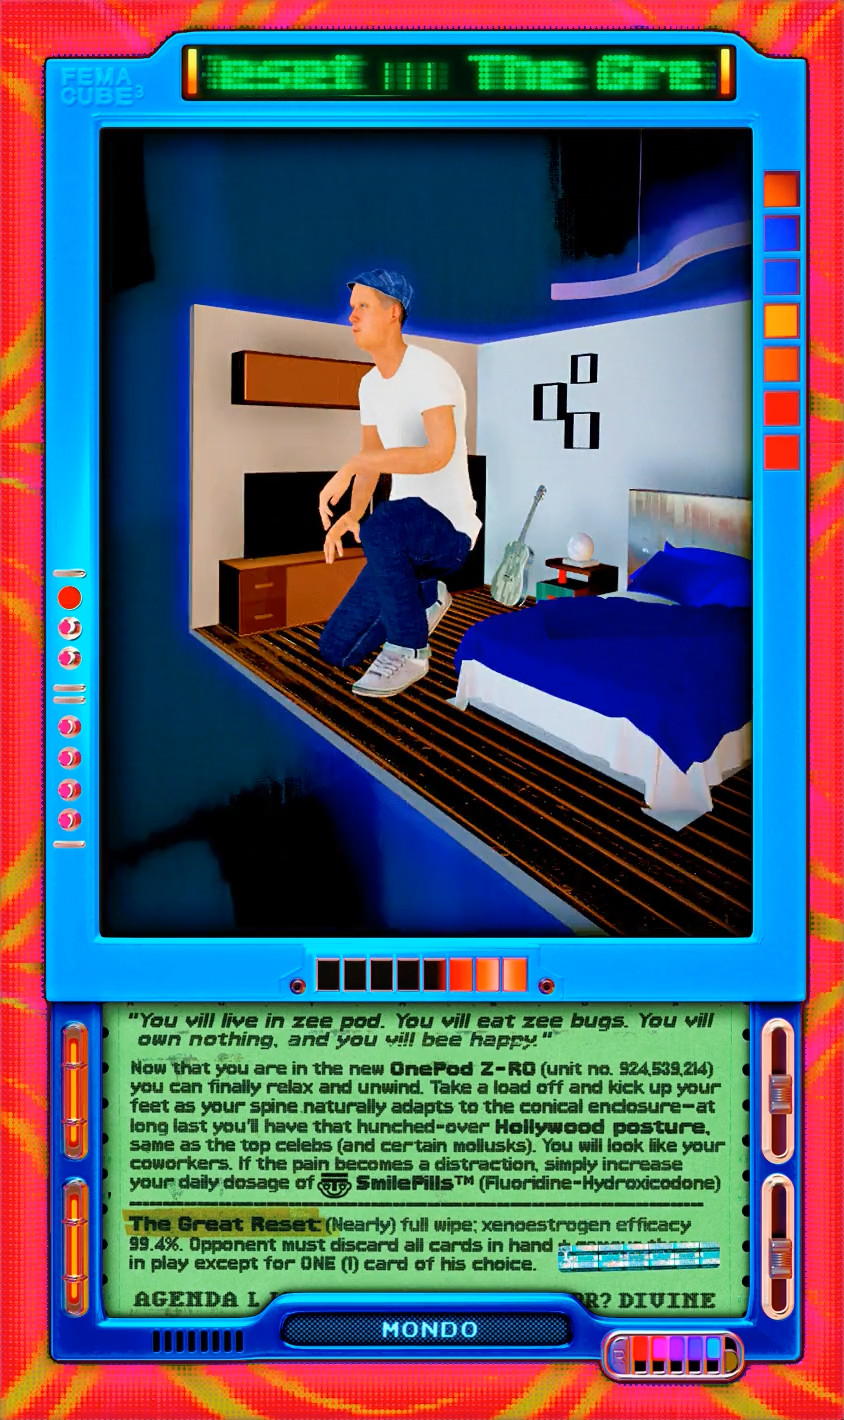 FEMA
CUBE³
eset ||| The Gre
"You vill live in zee pod. You vill eat zee bugs. You vill
own nothing, and you vill bee happy."
Now that you are in the new OnePod Z-RO (unit no. 924,539,214)
you can finally relax and unwind. Take a load off and kick up your
feet as your spine naturally adapts to the conical enclosure—at
long last you'll have that hunched-over Hollywood posture,
same as the top celebs (and certain mollusks). You will look like your
coworkers. If the pain becomes a distraction, simply increase
your daily dosage of SmilePills™ (Fluoridine-Hydroxicodone)
The Great Reset: (Nearly) full wipe; xenoestrogen efficacy
99.4%. Opponent must discard all cards in hand +
in play except for ONE (1) card of his choice.
AGENDA L OR? DIVINE
MONDO